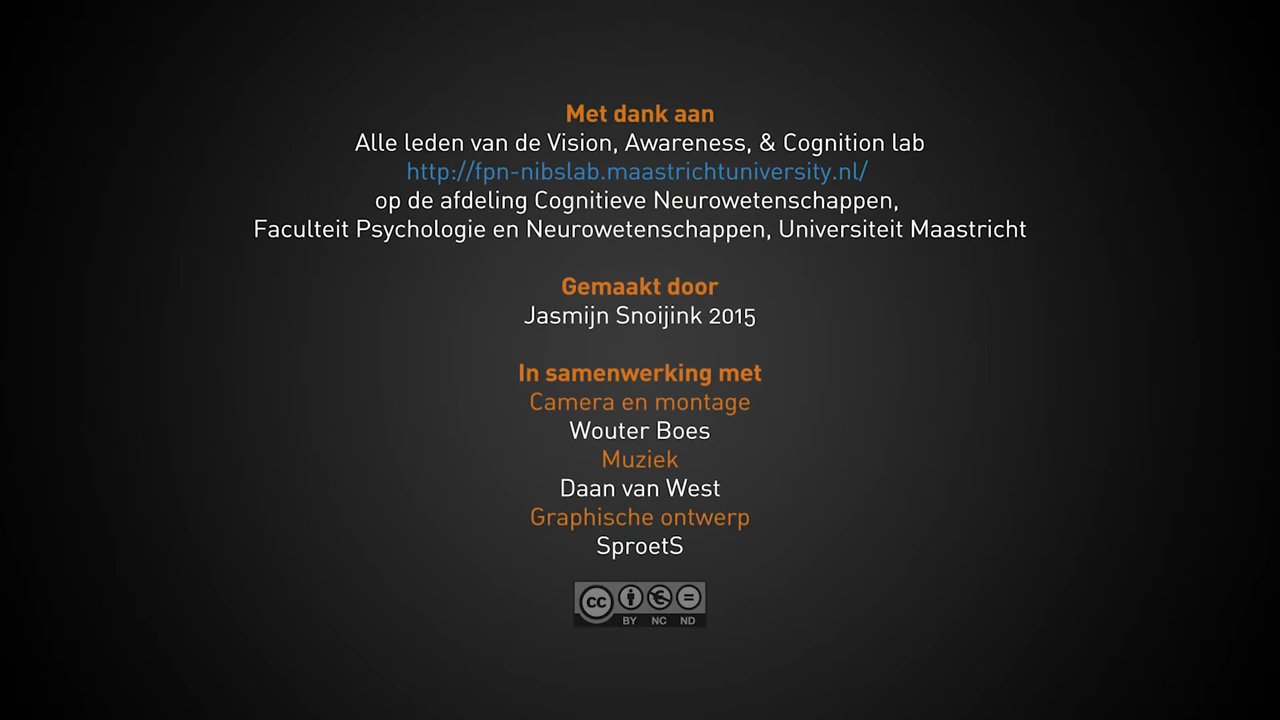 Met dank aan
Alle leden van de Vision, Awareness, & Cognition lab
http://fpn-nibslab.maastrichtuniversity.nl/
op de afdeling Cognitieve Neurowetenschappen,
Faculteit Psychologie en Neurowetenschappen, Universiteit Maastricht
Gemaakt door
Jasmijn Snoijink 2015
In samenwerking met
Camera en montage
Wouter Boes
Muziek
Daan van West
Graphische ontwerp
SproetS
cc BY NC ND